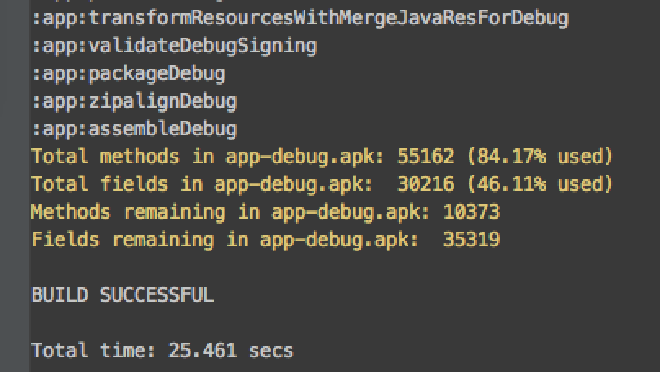 :app:transformResourcesWithMergeJavaResForDebug
:app:validateDebugSigning
:app:packageDebug
:app:zipalignDebug
:app:assembleDebug
Total methods in app-debug.apk: 55162 (84.17% used)
Total fields in app-debug.apk:  30216 (46.11% used)
Methods remaining in app-debug.apk: 10373
Fields remaining in app-debug.apk:  35319
BUILD SUCCESSFUL
Total time: 25.461 secs